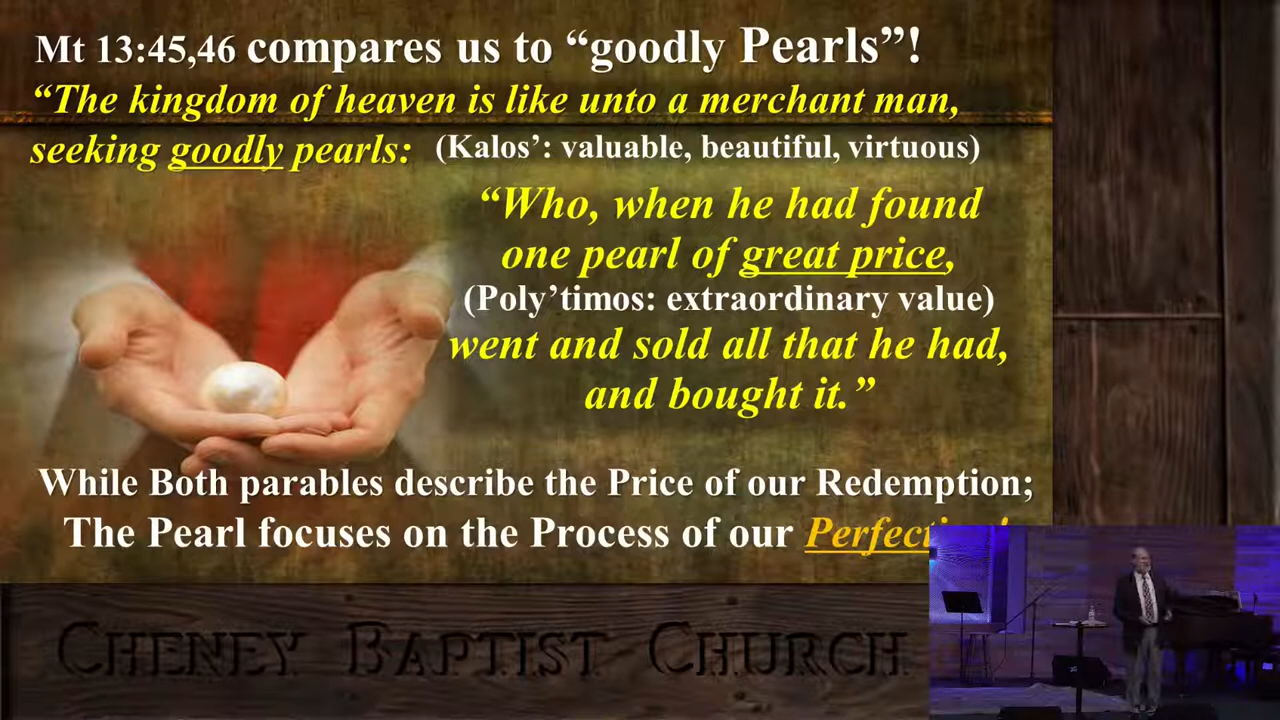 Mt 13:45,46 compares us to “goodly Pearls”!
“The kingdom of heaven is like unto a merchant man,
seeking goodly pearls: (Kalos’: valuable, beautiful, virtuous)
“Who, when he had found
one pearl of great price,
(Poly’timos: extraordinary value)
went and sold all that he had,
and bought it.”
While Both parables describe the Price of our Redemption;
The Pearl focuses on the Process of our
CHENEY BAPTIST CHURCH